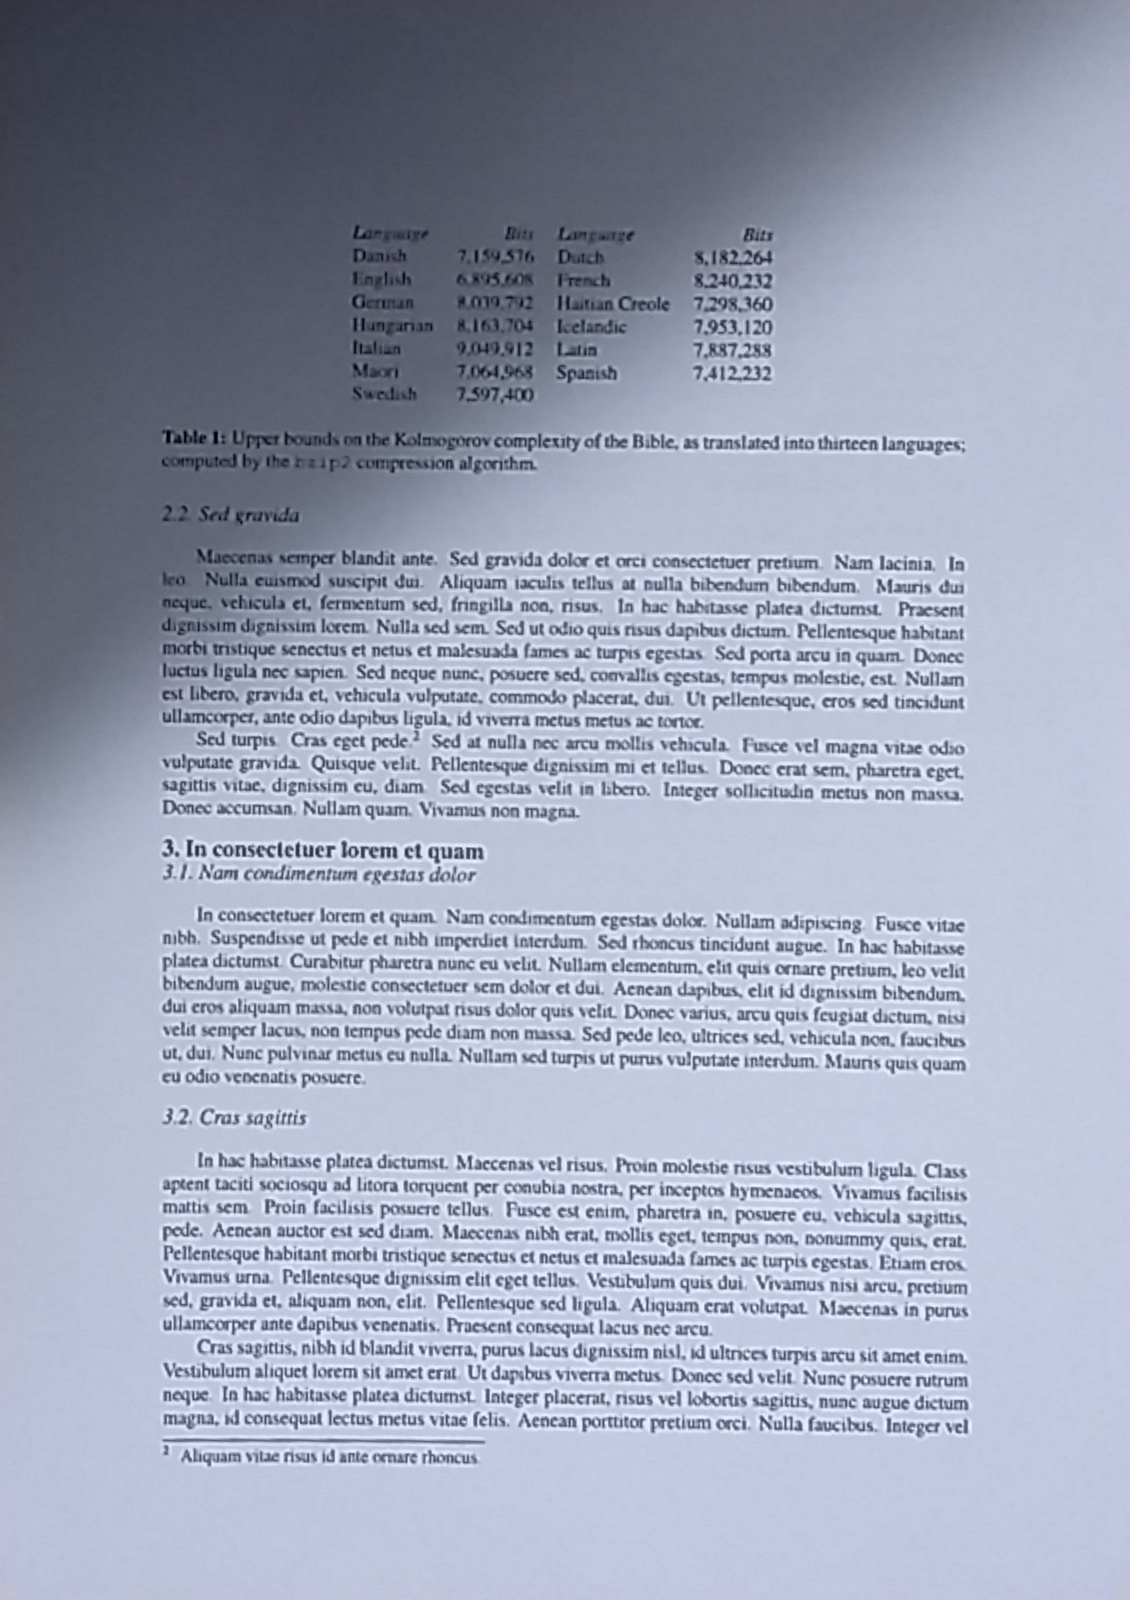 Language Bits Language Bits
Danish 7,159,576 Dutch 8,182,264
English 6,895,608 French 8,240,232
German 8,039,792 Haitian Creole 7,298,360
Hungarian 8,163,704 Icelandic 7,953,120
Italian 9,049,912 Latin 7,887,288
Maori 7,064,968 Spanish 7,412,232
Swedish 7,597,400
Table 1: Upper bounds on the Kolmogorov complexity of the Bible, as translated into thirteen languages;
computed by the bzip2 compression algorithm.
2.2. Sed gravida
Maecenas semper blandit ante. Sed gravida dolor et orci consectetuer pretium. Nam lacinia. In
leo. Nulla euismod suscipit dui. Aliquam iaculis tellus at nulla bibendum bibendum. Mauris dui
neque, vehicula et, fermentum sed, fringilla non, risus. In hac habitasse platea dictumst. Praesent
dignissim dignissim lorem. Nulla sed sem. Sed ut odio quis risus dapibus dictum. Pellentesque habitant
morbi tristique senectus et netus et malesuada fames ac turpis egestas. Sed porta arcu in quam. Donec
luctus ligula nec sapien. Sed neque nunc, posuere sed, convallis egestas, tempus molestie, est. Nullam
est libero, gravida et, vehicula vulputate, commodo placerat, dui. Ut pellentesque, eros sed tincidunt
ullamcorper, ante odio dapibus ligula, id viverra metus metus ac tortor.
Sed turpis. Cras eget pede.2 Sed at nulla nec arcu mollis vehicula. Fusce vel magna vitae odio
vulputate gravida. Quisque velit. Pellentesque dignissim mi et tellus. Donec erat sem, pharetra eget,
sagittis vitae, dignissim eu, diam. Sed egestas velit in libero. Integer sollicitudin metus non massa.
Donec accumsan. Nullam quam. Vivamus non magna.
3. In consectetuer lorem et quam
3.1. Nam condimentum egestas dolor
In consectetuer lorem et quam. Nam condimentum egestas dolor. Nullam adipiscing. Fusce vitae
nibh. Suspendisse ut pede et nibh imperdiet interdum. Sed rhoncus tincidunt augue. In hac habitasse
platea dictumst. Curabitur pharetra nunc eu velit. Nullam elementum, elit quis ornare pretium, leo velit
bibendum augue, molestie consectetuer sem dolor et dui. Aenean dapibus, elit id dignissim bibendum,
dui eros aliquam massa, non volutpat risus dolor quis velit. Donec varius, arcu quis feugiat dictum, nisi
velit semper lacus, non tempus pede diam non massa. Sed pede leo, ultrices sed, vehicula non, faucibus
ut, dui. Nunc pulvinar metus eu nulla. Nullam sed turpis ut purus vulputate interdum. Mauris quis quam
eu odio venenatis posuere.
3.2. Cras sagittis
In hac habitasse platea dictumst. Maecenas vel risus. Proin molestie risus vestibulum ligula. Class
aptent taciti sociosqu ad litora torquent per conubia nostra, per inceptos hymenaeos. Vivamus facilisis
mattis sem. Proin facilisis posuere tellus. Fusce est enim, pharetra in, posuere eu, vehicula sagittis,
pede. Aenean auctor est sed diam. Maecenas nibh erat, mollis eget, tempus non, nonummy quis, erat.
Pellentesque habitant morbi tristique senectus et netus et malesuada fames ac turpis egestas. Etiam eros.
Vivamus urna. Pellentesque dignissim elit eget tellus. Vestibulum quis dui. Vivamus nisi arcu, pretium
sed, gravida et, aliquam non, elit. Pellentesque sed ligula. Aliquam erat volutpat. Maecenas in purus
ullamcorper ante dapibus venenatis. Praesent consequat lacus nec arcu.
Cras sagittis, nibh id blandit viverra, purus lacus dignissim nisl, id ultrices turpis arcu sit amet enim.
Vestibulum aliquet lorem sit amet erat. Ut dapibus viverra metus. Donec sed velit. Nunc posuere rutrum
neque. In hac habitasse platea dictumst. Integer placerat, risus vel lobortis sagittis, nunc augue dictum
magna, id consequat lectus metus vitae felis. Aenean porttitor pretium orci. Nulla faucibus. Integer vel
2 Aliquam vitae risus id ante ornare rhoncus.